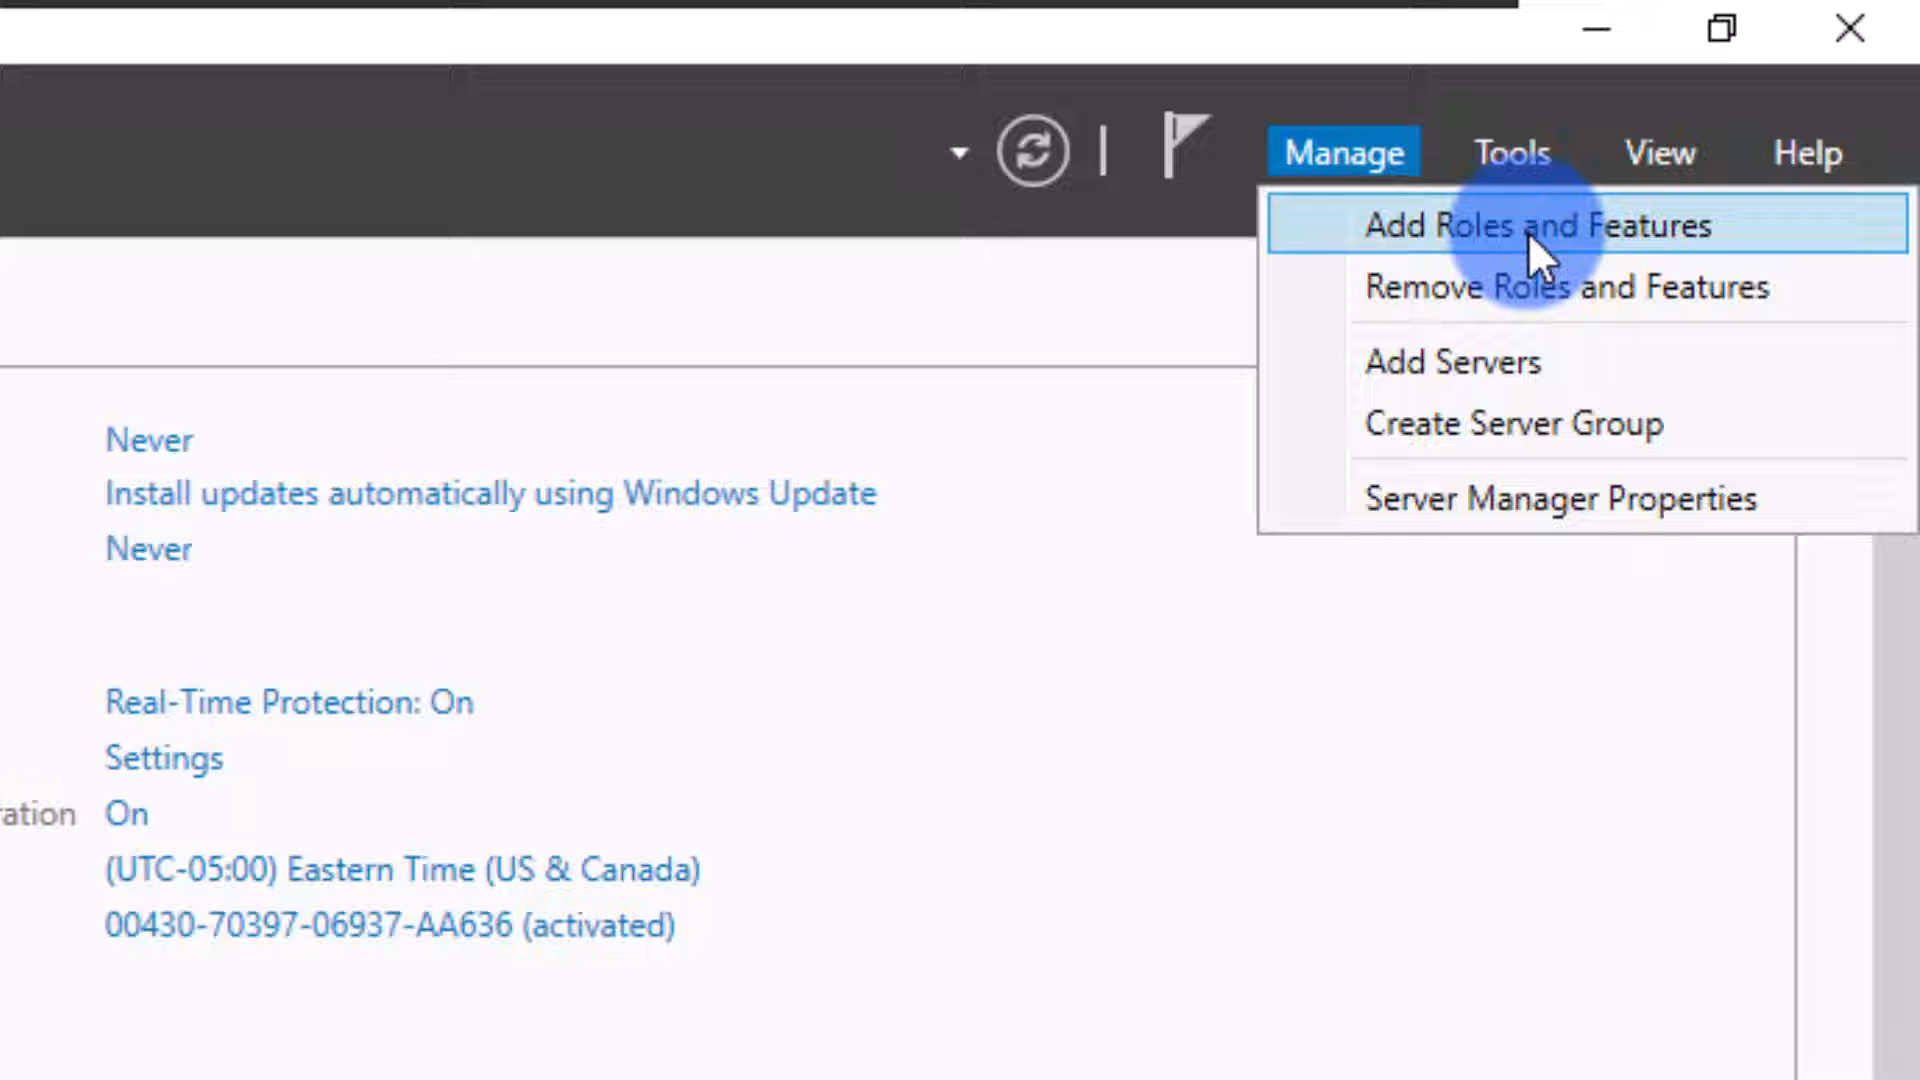 Manage Tools View Help
Add Roles and Features
Remove Roles and Features
Add Servers
Create Server Group
Server Manager Properties
Never
Install updates automatically using Windows Update
Never
Real-Time Protection: On
Settings
ration On
(UTC-05:00) Eastern Time (US & Canada)
00430-70397-06937-AA636 (activated)